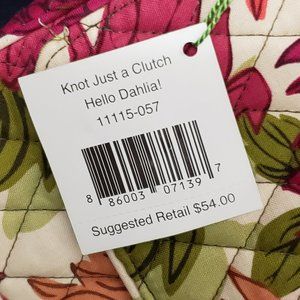 Knot Just a Clutch
Hello Dahlia!
11115-057
8 86003 07139 7
Suggested Retail $54.00